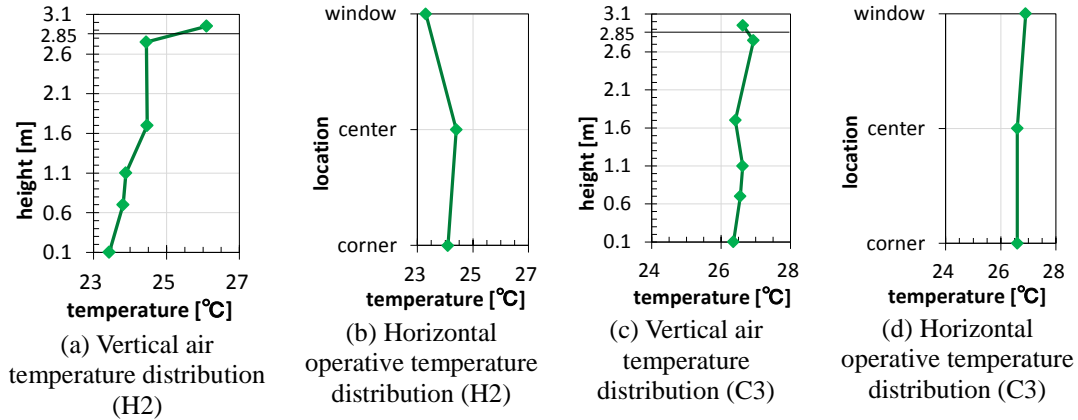 3.1
2.85
2.6
2.1
1.6
1.1
0.6
0.1
height [m]
23 25 27
temperature [℃]
(a) Vertical air
temperature distribution
(H2)
window
center
corner
location
23 24 25 26 27
temperature [℃]
(b) Horizontal
operative temperature
distribution (H2)
3.1
2.85
2.6
2.1
1.6
1.1
0.6
0.1
height [m]
24 26 28
temperature [℃]
(c) Vertical air
temperature
distribution (C3)
window
center
corner
location
24 26 28
temperature [℃]
(d) Horizontal
operative temperature
distribution (C3)